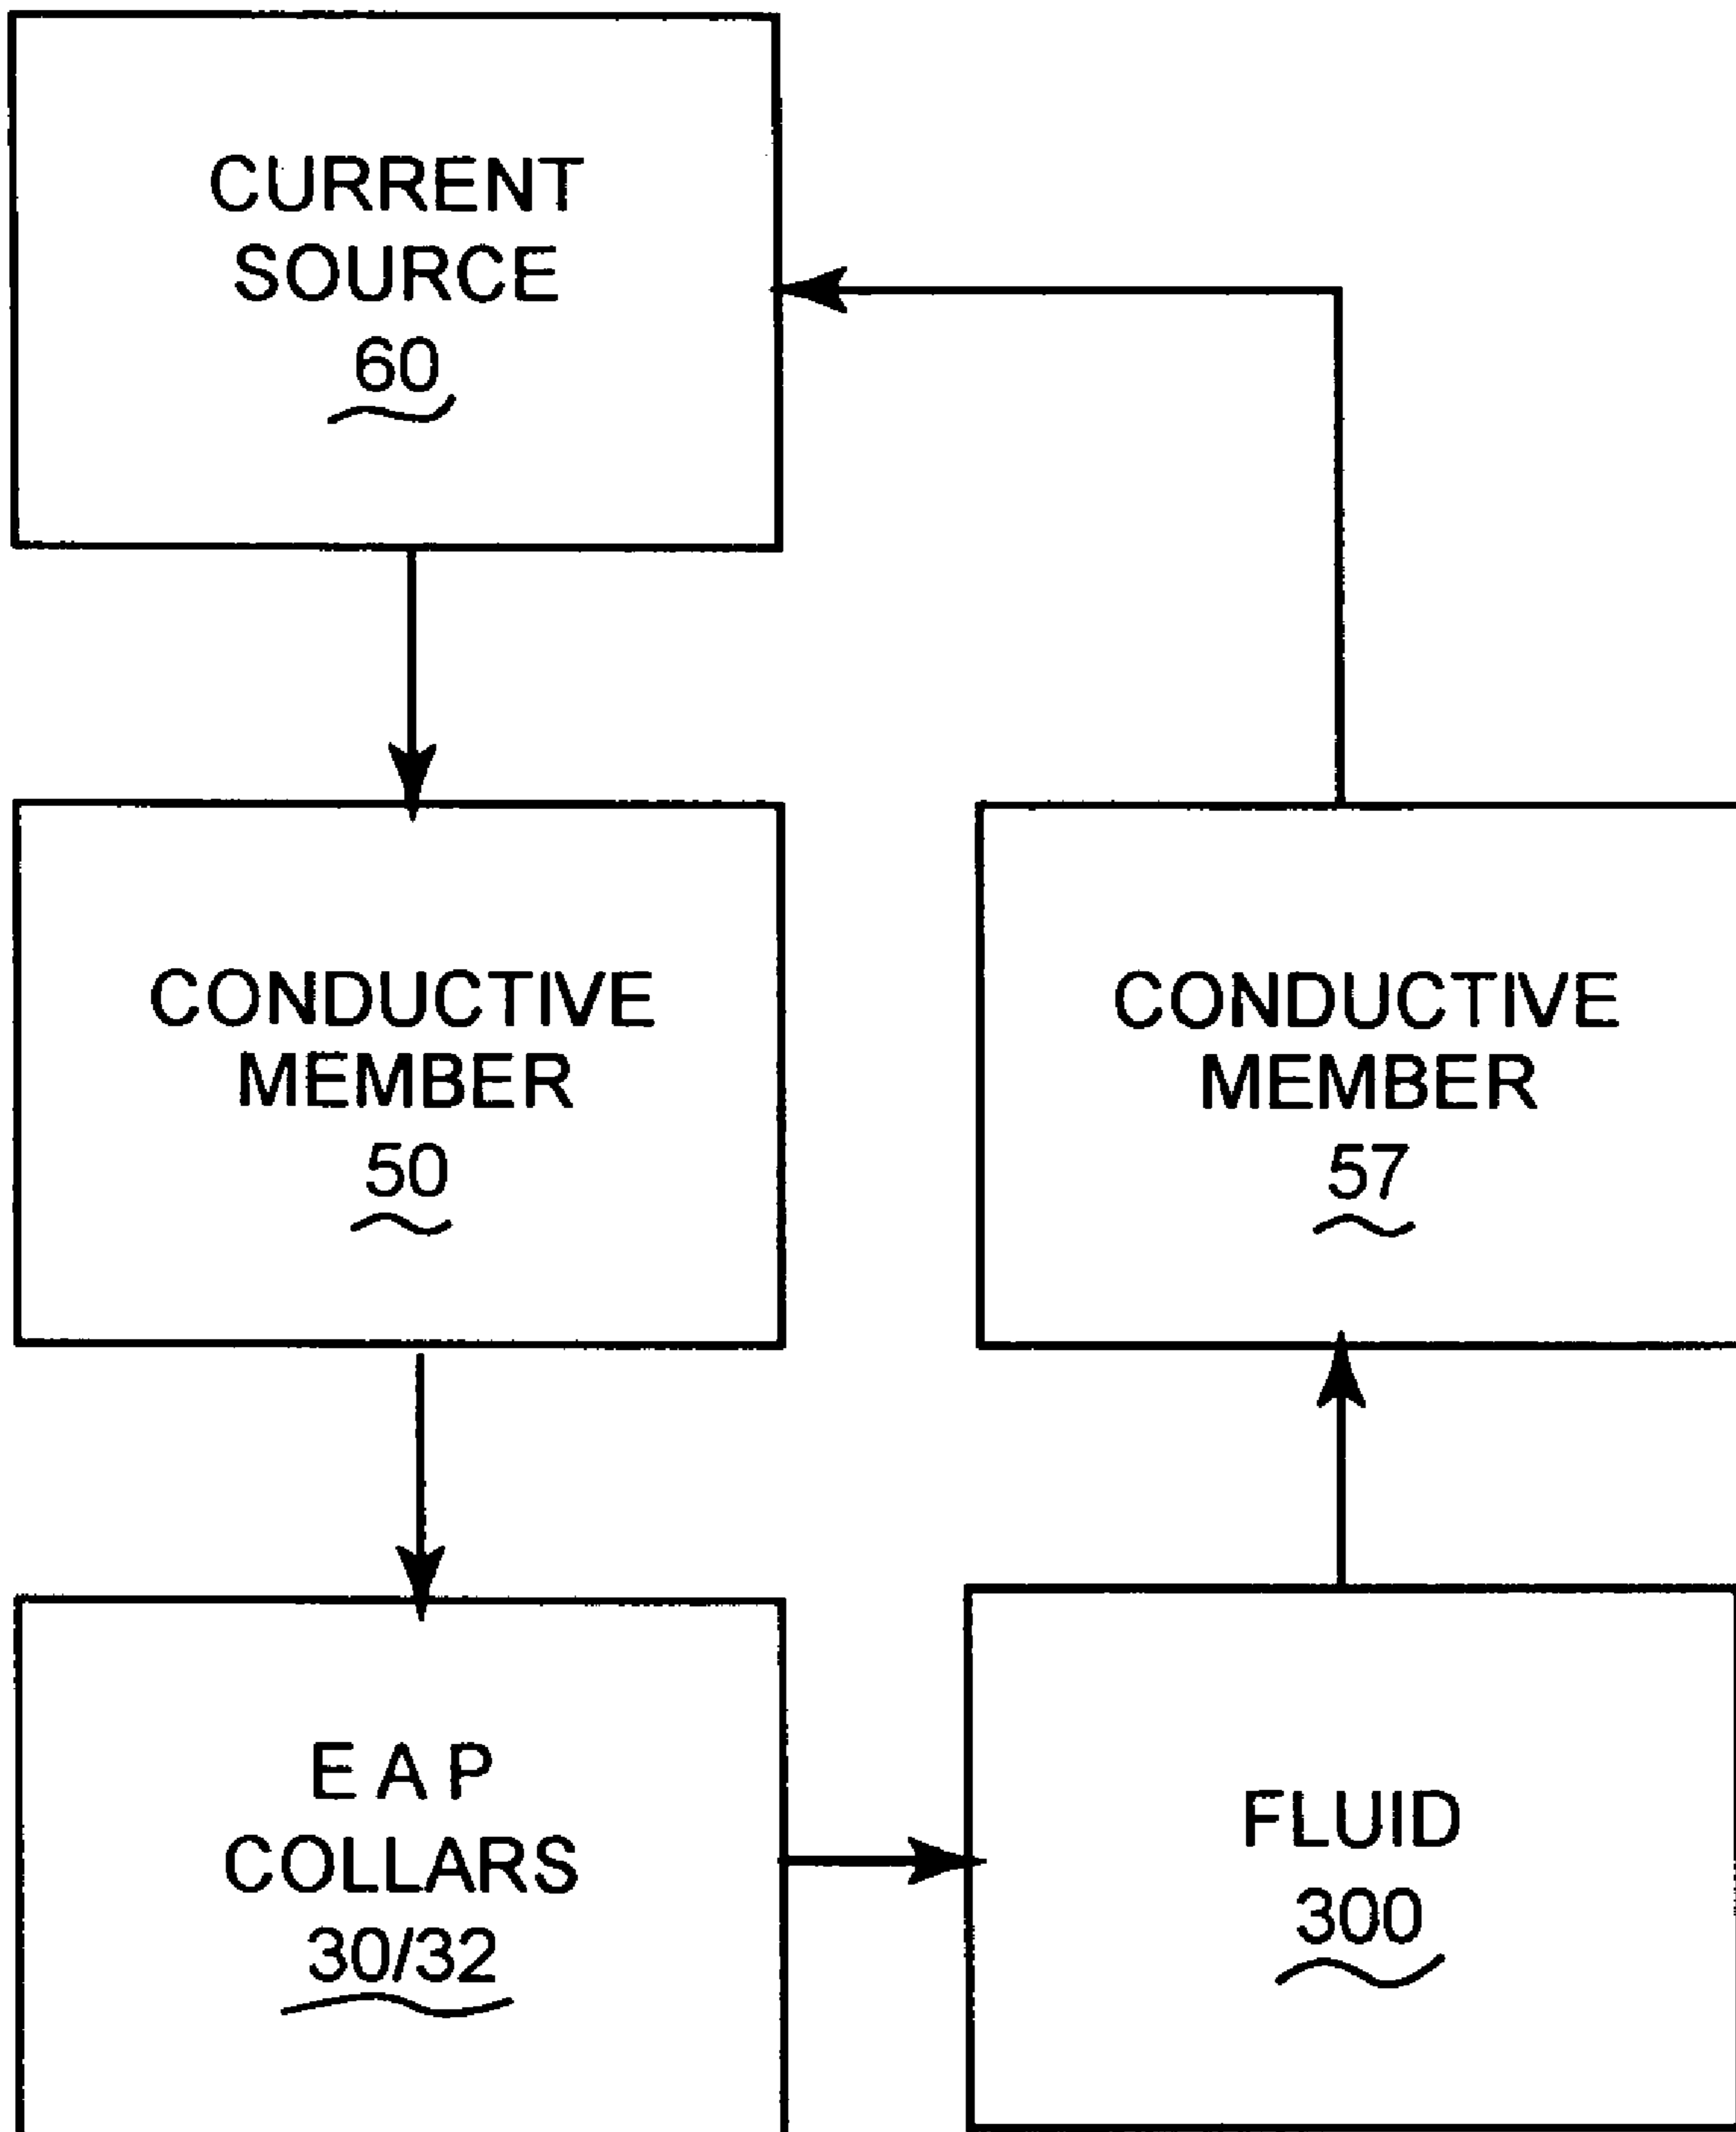 CURRENT
SOURCE
60
CONDUCTIVE
MEMBER
50
CONDUCTIVE
MEMBER
57
E A P
COLLARS
30/32
FLUID
300